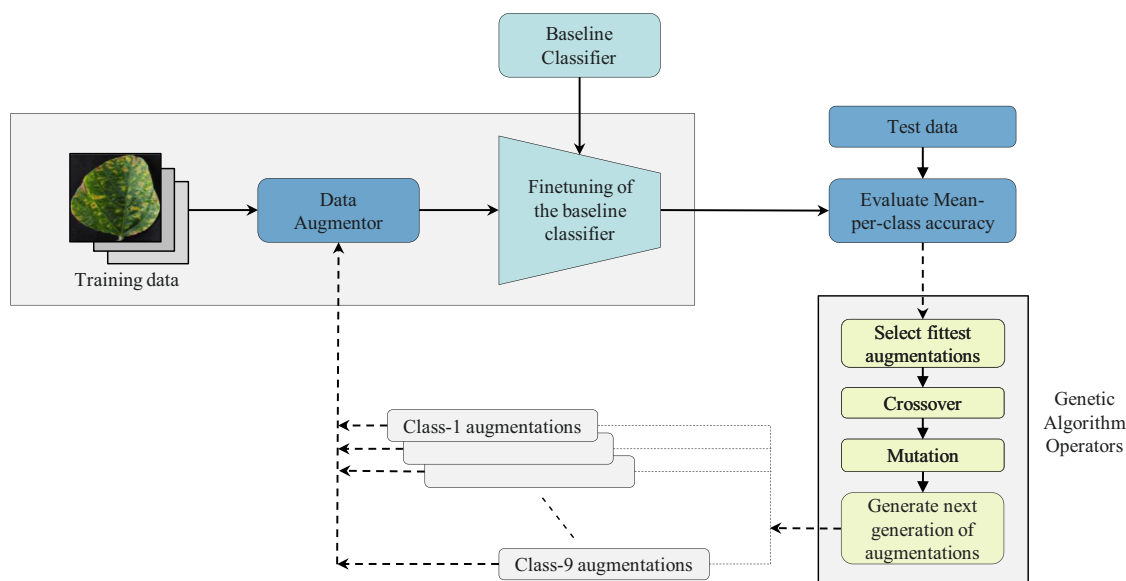 Baseline
Classifier
Test data
Training data
Data
Augmentor
Finetuning of
the baseline
classifier
Evaluate Mean-
per-class accuracy
Select fittest
augmentations
Crossover
Mutation
Generate next
generation of
augmentations
Genetic
Algorithm
Operators
Class-1 augmentations
Class-9 augmentations